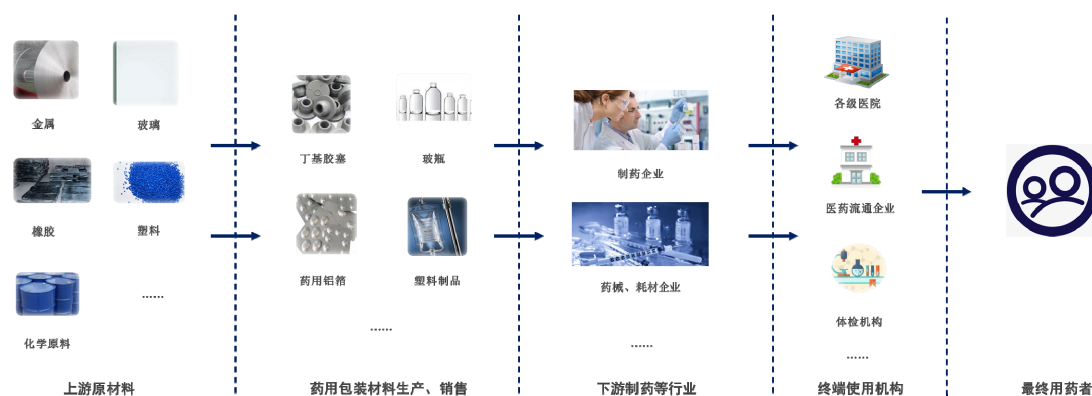 金属
玻璃
橡胶
塑料
化学原料
......
上游原材料
丁基胶塞
玻瓶
药用铝箔
塑料制品
......
药用包装材料生产、销售
制药企业
药械、耗材企业
......
下游制药等行业
各级医院
医药流通企业
体检机构
......
终端使用机构
最终用药者